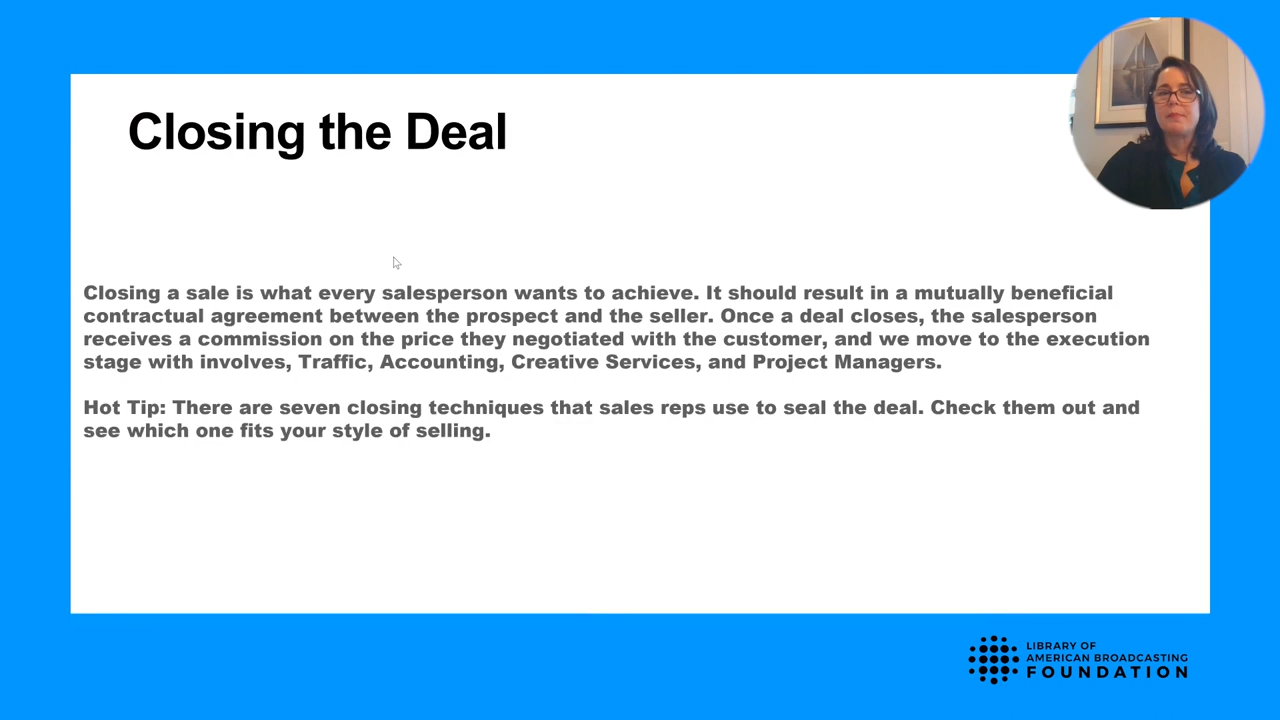 Closing the Deal
Closing a sale is what every salesperson wants to achieve. It should result in a mutually beneficial
contractual agreement between the prospect and the seller. Once a deal closes, the salesperson
receives a commission on the price they negotiated with the customer, and we move to the execution
stage with involves, Traffic, Accounting, Creative Services, and Project Managers.
Hot Tip: There are seven closing techniques that sales reps use to seal the deal. Check them out and
see which one fits your style of selling.
LIBRARY OF
AMERICAN BROADCASTING
FOUNDATION